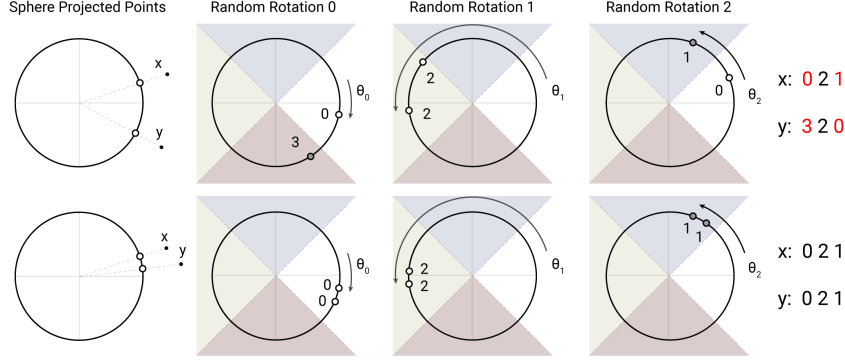 Sphere Projected Points
Random Rotation 0
Random Rotation 1
Random Rotation 2
x
y
0
3
θ0
2
2
θ1
1
0
θ2
x: 0 2 1
y: 3 2 0
x
y
0
0
θ0
2
2
θ1
1
1
θ2
x: 0 2 1
y: 0 2 1